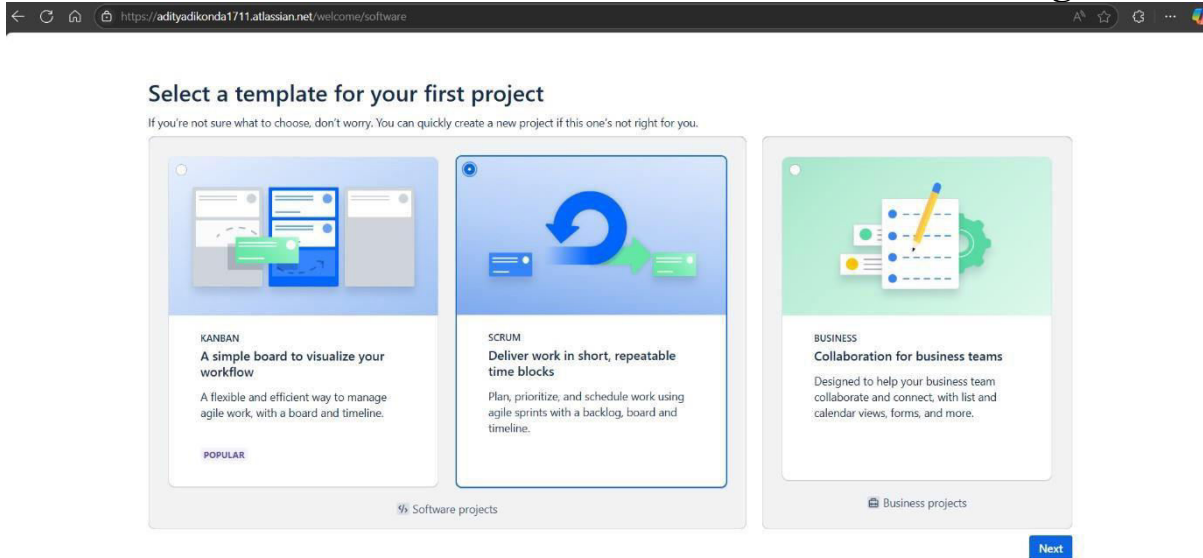 https://adityadikonda1711.atlassian.net/welcome/software
Select a template for your first project
If you're not sure what to choose, don't worry. You can quickly create a new project if this one's not right for you.
KANBAN
A simple board to visualize your
workflow
A flexible and efficient way to manage
agile work, with a board and timeline.
POPULAR
SCRUM
Deliver work in short, repeatable
time blocks
Plan, prioritize, and schedule work using
agile sprints with a backlog, board and
timeline.
Software projects
BUSINESS
Collaboration for business teams
Designed to help your business team
collaborate and connect, with list and
calendar views, forms, and more.
Business projects
Next